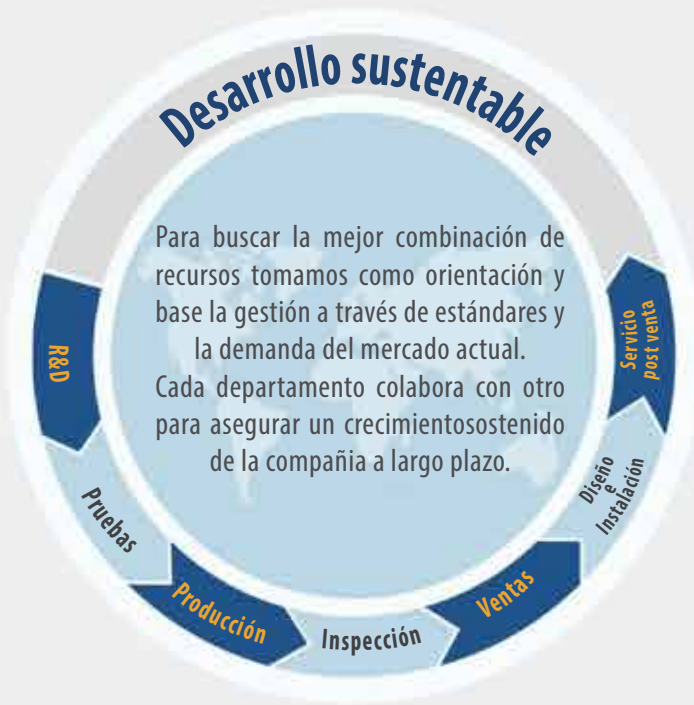 Desarrollo sustentable
Para buscar la mejor combinación de
recursos tomamos como orientación y
base la gestión a través de estándares y
la demanda del mercado actual.
Cada departamento colabora con otro
para asegurar un crecimientosostenido
de la compañia a largo plazo.
R&D
Pruebas
Producción
Inspección
Ventas
Diseño
e
Instalación
Servicio
post venta